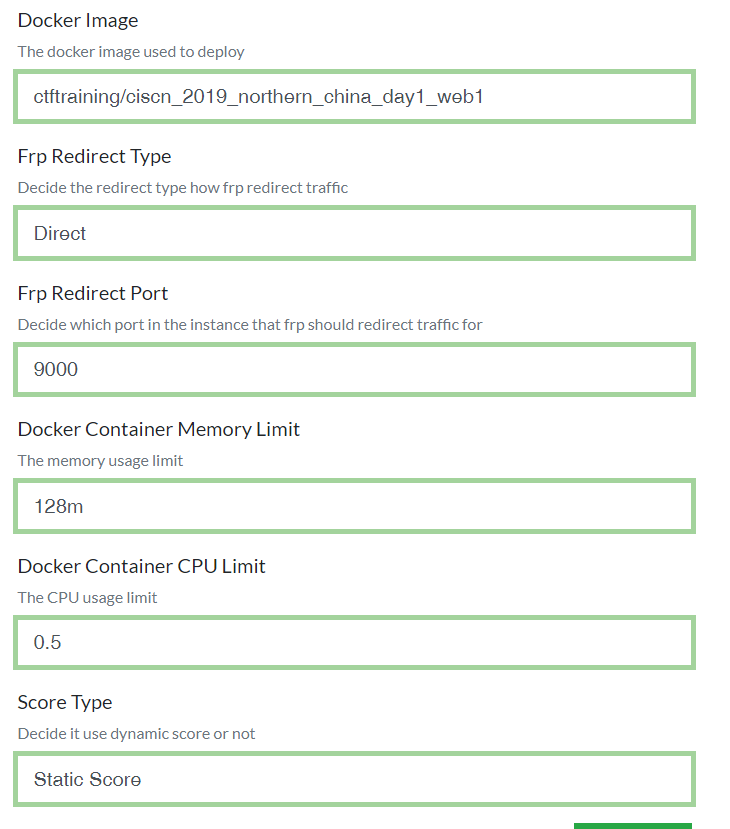 Docker Image
The docker image used to deploy
ctftraining/ciscn_2019_northern_china_day1_web1
Frp Redirect Type
Decide the redirect type how frp redirect traffic
Direct
Frp Redirect Port
Decide which port in the instance that frp should redirect traffic for
9000
Docker Container Memory Limit
The memory usage limit
128m
Docker Container CPU Limit
The CPU usage limit
0.5
Score Type
Decide it use dynamic score or not
Static Score